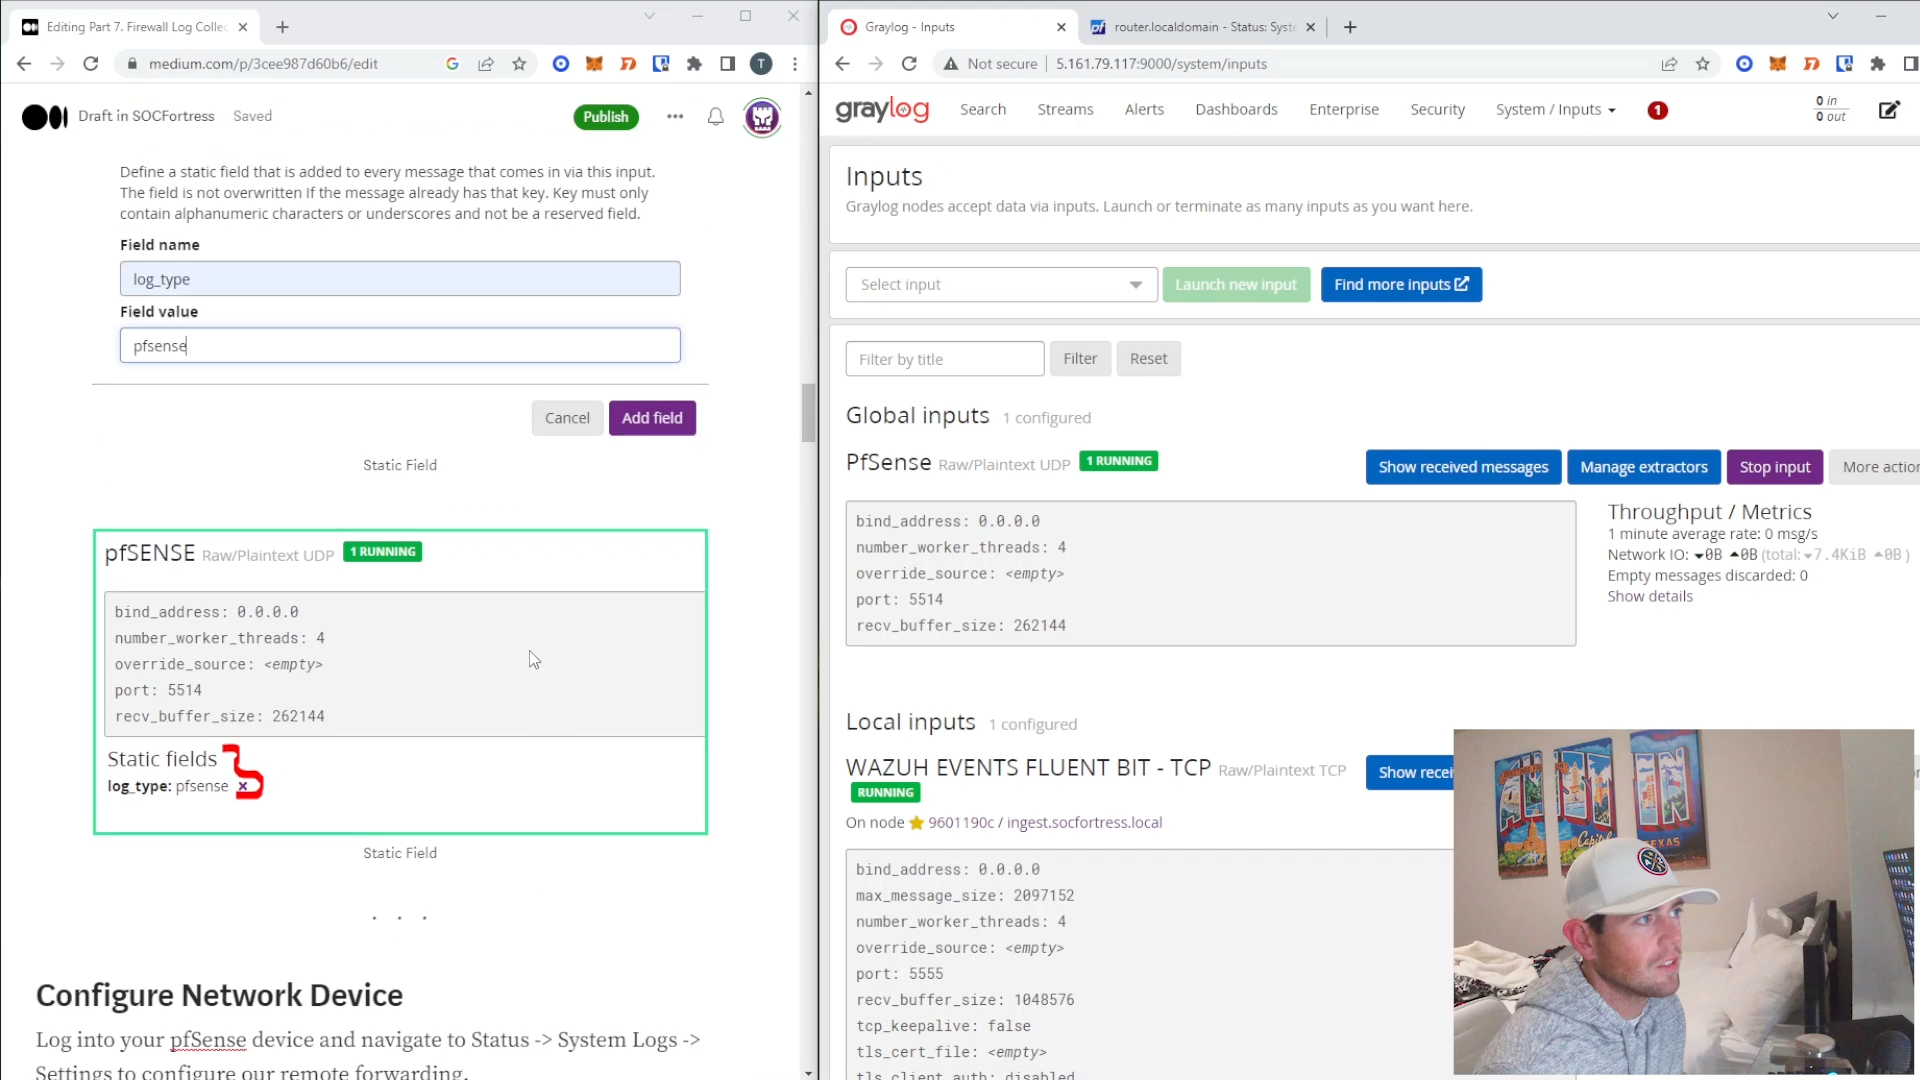 Editing Part 7. Firewall Log Collec
medium.com/p/3cee987d60b6/edit
T
Draft in SOCFortress
Saved
Publish
Define a static field that is added to every message that comes in via this input.
The field is not overwritten If the message already has that key. Key must only
contain alphanumeric characters or underscores and not be a reserved field.
Field name
log_type
Field value
pfsense
Cancel
Add field
Static Field
pfSENSE Raw/Plaintext UDP 1 RUNNING
bind_address: 0.0.0.0
number_worker_threads: 4
override_source: <empty>
port: 5514
recv_buffer_size: 262144
Static fields
log_type: pfsense
Static Field
. . .
Configure Network Device
Log into your pfSense device and navigate to Status -> System Logs ->
Settings to configure our remote forwarding.
Graylog - Inputs
pf router.localdomain - Status: Syste
Not secure
5.161.79.117:9000/system/inputs
graylog
Search
Streams
Alerts
Dashboards
Enterprise
Security
System / Inputs
1
0 in
0 out
Inputs
Graylog nodes accept data via inputs. Launch or terminate as many inputs as you want here.
Select input
Launch new input
Find more inputs
Filter by title
Filter
Reset
Global inputs 1 configured
PfSense Raw/Plaintext UDP 1 RUNNING
Show received messages
Manage extractors
Stop input
More action
bind_address: 0.0.0.0
number_worker_threads: 4
override_source: <empty>
port: 5514
recv_buffer_size: 262144
Throughput / Metrics
1 minute average rate: 0 msg/s
Network IO: 0B 0B (total: 7.4KiB 0B )
Empty messages discarded: 0
Show details
Local inputs 1 configured
WAZUH EVENTS FLUENT BIT - TCP Raw/Plaintext TCP
RUNNING
Show recei
On node 9601190c / ingest.socfortress.local
bind_address: 0.0.0.0
max_message_size: 2097152
number_worker_threads: 4
override_source: <empty>
port: 5555
recv_buffer_size: 1048576
tcp_keepalive: false
tls_cert_file: <empty>
tls_client_auth: disabled
AUSTIN
Capitol
TEXAS